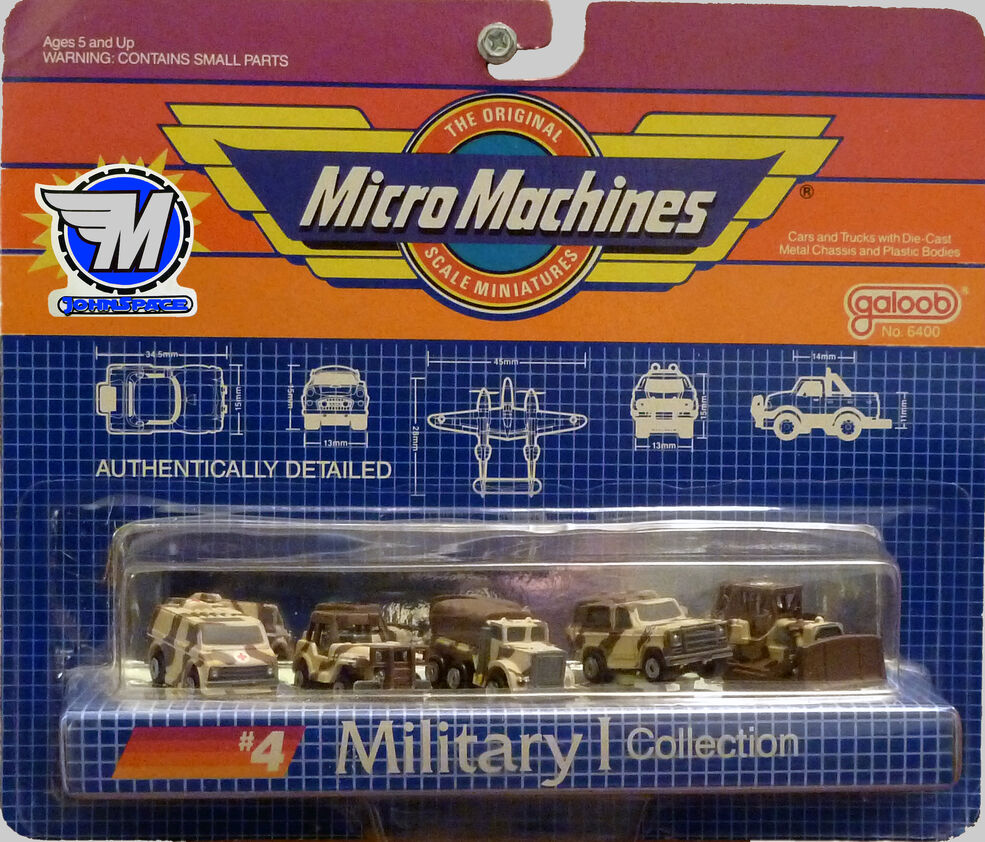 Ages 5 and Up
WARNING: CONTAINS SMALL PARTS
THE ORIGINAL
Micro Machines
®
SCALE MINIATURES
M
JOHNSPACE
Cars and Trucks with Die-Cast
Metal Chassis and Plastic Bodies
galoob®
No. 6400
34.5mm
15mm
13mm
45mm
28mm
15mm
13mm
14mm
11mm
AUTHENTICALLY DETAILED
#4
Military I Collection